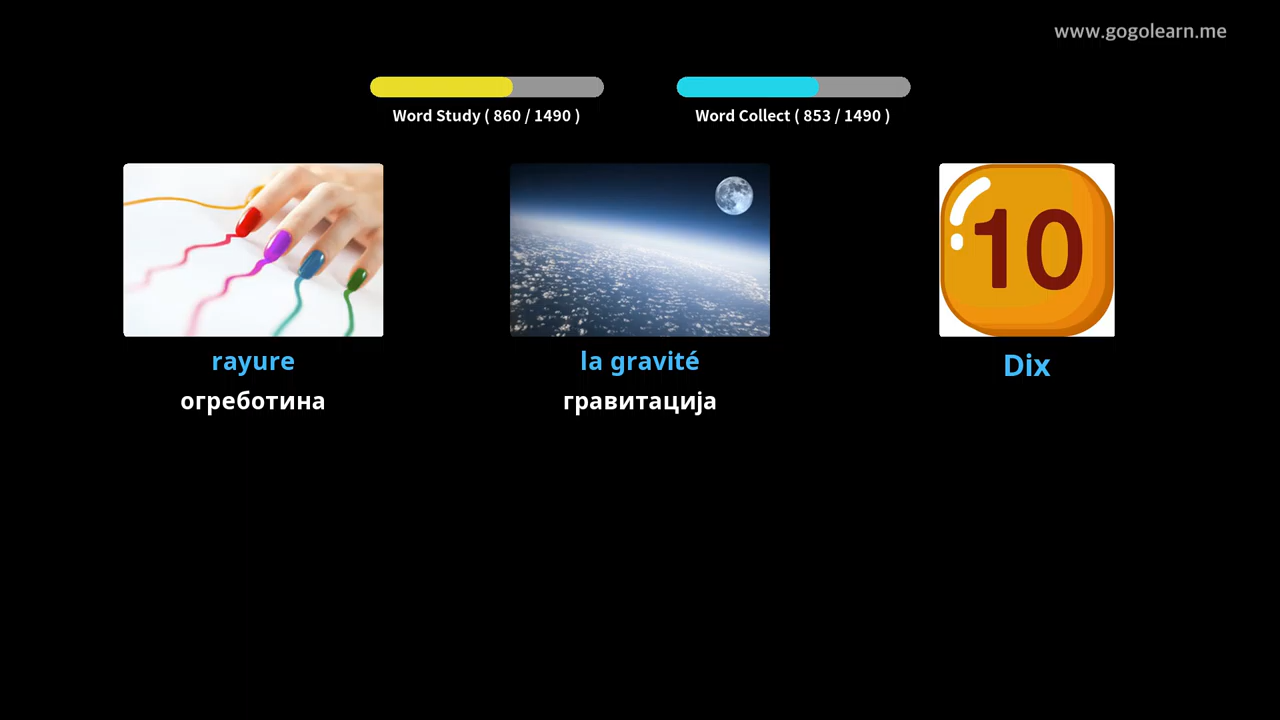 www.gogolearn.me
Word Study ( 860 / 1490 )
Word Collect ( 853 / 1490 )
10
rayure
la gravité
Dix
огреботина
гравитација